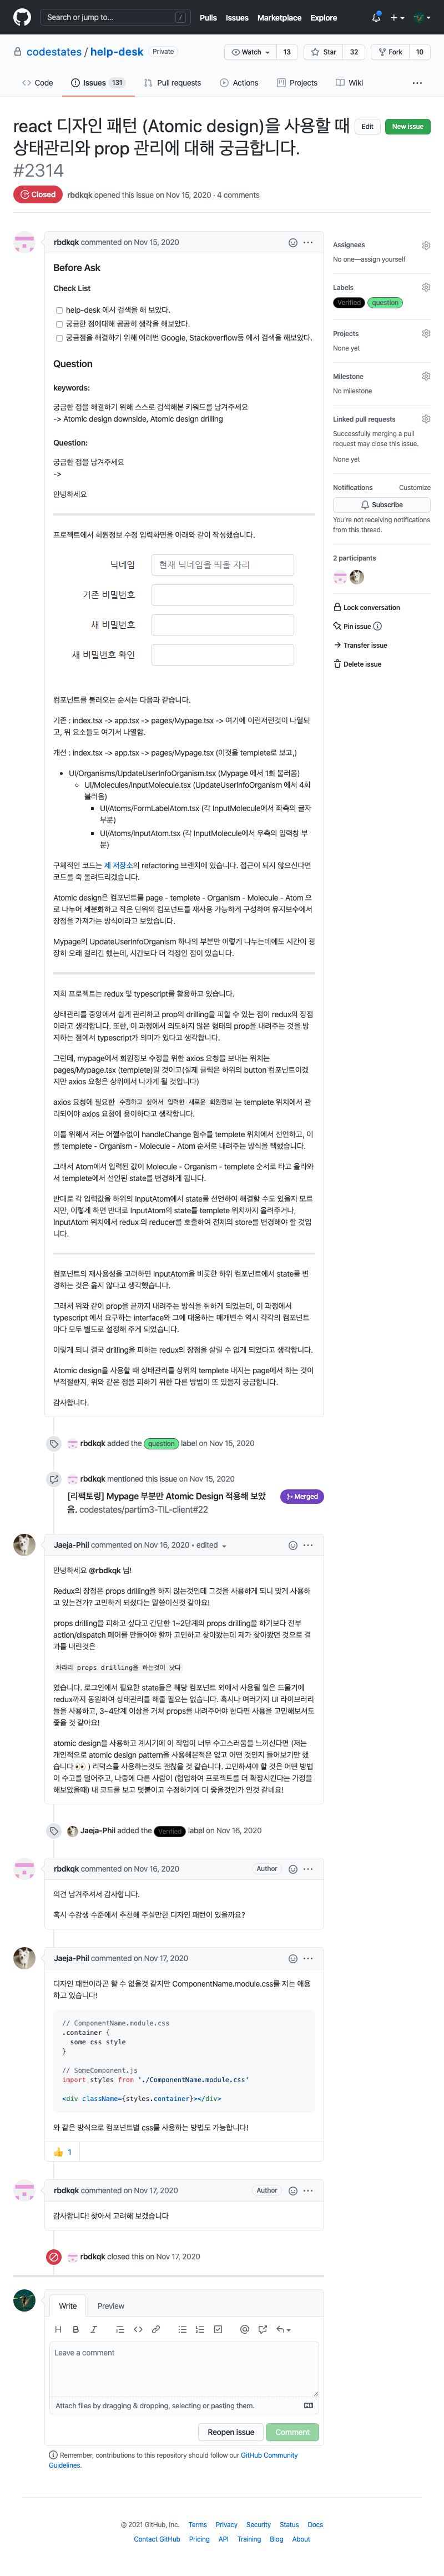 Search or jump to...
/
Pulls Issues Marketplace Explore
codestates / help-desk Private
Watch 13 Star 32 Fork 10
Code Issues 131 Pull requests Actions Projects Wiki
react 디자인 패턴 (Atomic design)을 사용할 때
상태관리와 prop 관리에 대해 궁금합니다.
#2314
Edit New issue
Closed rbdkqk opened this issue on Nov 15, 2020 · 4 comments
rbdkqk commented on Nov 15, 2020
Before Ask
Check List
help-desk 에서 검색을 해 보았다.
궁금한 점에대해 곰곰히 생각을 해보았다.
궁금점을 해결하기 위해 여러번 Google, Stackoverflow등 에서 검색을 해보았다.
Question
keywords:
궁금한 점을 해결하기 위해 스스로 검색해본 키워드를 남겨주세요
-> Atomic design downside, Atomic design drilling
Question:
궁금한 점을 남겨주세요
->
안녕하세요
프로젝트에서 회원정보 수정 입력화면을 아래와 같이 작성했습니다.
닉네임 현재 닉네임을 띄울 자리
기존 비밀번호
새 비밀번호
새 비밀번호 확인
컴포넌트를 불러오는 순서는 다음과 같습니다.
기존 : index.tsx -> app.tsx -> pages/Mypage.tsx -> 여기에 이런저런것이 나열되
고, 위 요소들도 여기서 나열함.
개선 : index.tsx -> app.tsx -> pages/Mypage.tsx (이것을 templete로 보고,)
UI/Organisms/UpdateUserInfoOrganism.tsx (Mypage 에서 1회 불러옴)
UI/Molecules/InputMolecule.tsx (UpdateUserInfoOrganism 에서 4회
불러옴)
UI/Atoms/FormLabelAtom.tsx (각 InputMolecule에서 좌측의 글자
부분)
UI/Atoms/InputAtom.tsx (각 InputMolecule에서 우측의 입력창 부
분)
구체적인 코드는 제 저장소의 refactoring 브랜치에 있습니다. 접근이 되지 않으신다면
코드를 죽 올려드리겠습니다.
Atomic design은 컴포넌트를 page - templete - Organism - Molecule - Atom 으
로 나누어 세분화하고 작은 단위의 컴포넌트를 재사용 가능하게 구성하여 유지보수에서
장점을 가져가는 방식이라고 보았습니다.
Mypage의 UpdateUserInfoOrganism 하나의 부분만 이렇게 나누는데에도 시간이 굉
장히 오래 걸리긴 했는데, 시간보다 더 걱정된 점이 있습니다.
저희 프로젝트는 redux 및 typescript를 활용하고 있습니다.
상태관리를 중앙에서 쉽게 관리하고 prop의 drilling을 피할 수 있는 점이 redux의 장점
이라고 생각합니다. 또한, 이 과정에서 의도하지 않은 형태의 prop을 내려주는 것을 방
지하는 점에서 typescript가 의미가 있다고 생각합니다.
그런데, mypage에서 회원정보 수정을 위한 axios 요청을 보내는 위치는
pages/Mypage.tsx (templete)일 것이고(실제 클릭은 하위의 button 컴포넌트이겠
지만 axios 요청은 상위에서 나가게 될 것입니다)
axios 요청에 필요한 수정하고 싶어서 입력한 새로운 회원정보 는 templete 위치에서 관
리되어야 axios 요청에 용이하다고 생각합니다.
이를 위해서 저는 어쩔수없이 handleChange 함수를 templete 위치에서 선언하고, 이
를 templete - Organism - Molecule - Atom 순서로 내려주는 방식을 택했습니다.
그래서 Atom에서 입력된 값이 Molecule - Organism - templete 순서로 타고 올라와
서 templete에서 선언된 state를 변경하게 됩니다.
반대로 각 입력값을 하위의 InputAtom에서 state를 선언하여 해결할 수도 있을지 모르
지만, 이렇게 하면 반대로 InputAtom의 state를 templete 위치까지 올려주거나,
InputAtom 위치에서 redux 의 reducer를 호출하여 전체의 store를 변경해야 할 것입
니다.
컴포넌트의 재사용성을 고려하면 InputAtom을 비롯한 하위 컴포넌트에서 state를 변
경하는 것은 옳지 않다고 생각했습니다.
그래서 위와 같이 prop을 끝까지 내려주는 방식을 취하게 되었는데, 이 과정에서
typescript 에서 요구하는 interface와 그에 대응하는 매개변수 역시 각각의 컴포넌트
마다 모두 별도로 설정해 주게 되었습니다.
이렇게 되니 결국 drilling을 피하는 redux의 장점을 살릴 수 없게 되었다고 생각합니다.
Atomic design을 사용할 때 상태관리를 상위의 templete 내지는 page에서 하는 것이
부적절한지, 위와 같은 점을 피하기 위한 다른 방법이 또 있을지 궁금합니다.
감사합니다.
rbdkqk added the question label on Nov 15, 2020
rbdkqk mentioned this issue on Nov 15, 2020
[리팩토링] Mypage 부분만 Atomic Design 적용해 보았
음. codestates/partim3-TIL-client#22
Merged
Jaeja-Phil commented on Nov 16, 2020 • edited
안녕하세요 @rbdkqk 님!
Redux의 장점은 props drilling을 하지 않는것인데 그것을 사용하게 되니 맞게 사용하
고 있는건가? 고민하게 되셨다는 말씀이신것 같아요!
props drilling을 피하고 싶다고 간단한 1~2단계의 props drilling을 하기보다 전부
action/dispatch 페어를 만들어야 할까 고민하고 찾아봤는데 제가 찾아봤던 것으로 결
과를 내린것은
차라리 props drilling을 하는것이 낫다
였습니다. 로그인에서 필요한 state들은 해당 컴포넌트 외에서 사용될 일은 드물기에
redux까지 동원하여 상태관리를 해줄 필요는 없습니다. 혹시나 여러가지 UI 라이브러리
들을 사용하고, 3~4단계 이상을 거쳐 props를 내려주어야 한다면 사용을 고민해보셔도
좋을 것 같아요!
atomic design을 사용하고 계시기에 이 작업이 너무 수고스러움을 느끼신다면 (저는
개인적으로 atomic design pattern을 사용해본적은 없고 어떤 것인지 들어보기만 했
습니다👀 ) 리덕스를 사용하는것도 괜찮을 것 같습니다. 고민하셔야 할 것은 어떤 방법
이 수고를 덜어주고, 나중에 다른 사람이 (협업하여 프로젝트를 더 확장시킨다는 가정을
해보았을때) 내 코드를 보고 덧붙이고 수정하기에 더 좋을것인가 인것 같네요!
Jaeja-Phil added the Verified label on Nov 16, 2020
rbdkqk commented on Nov 16, 2020 Author
의견 남겨주셔서 감사합니다.
혹시 수강생 수준에서 추천해 주실만한 디자인 패턴이 있을까요?
Jaeja-Phil commented on Nov 17, 2020
디자인 패턴이라곤 할 수 없을것 같지만 ComponentName.module.css를 저는 애용
하고 있습니다!
// ComponentName.module.css
.container {
some css style
}
// SomeComponent.js
import styles from './ComponentName.module.css'
<div className={styles.container}></div>
와 같은 방식으로 컴포넌트별 css를 사용하는 방법도 가능합니다!
👍 1
rbdkqk commented on Nov 17, 2020 Author
감사합니다! 찾아서 고려해 보겠습니다
rbdkqk closed this on Nov 17, 2020
Write Preview
Leave a comment
Attach files by dragging & dropping, selecting or pasting them.
Reopen issue Comment
Remember, contributions to this repository should follow our GitHub Community
Guidelines.
Assignees
No one—assign yourself
Labels
Verified question
Projects
None yet
Milestone
No milestone
Linked pull requests
Successfully merging a pull
request may close this issue.
None yet
Notifications Customize
Subscribe
You're not receiving notifications
from this thread.
2 participants
Lock conversation
Pin issue
Transfer issue
Delete issue
© 2021 GitHub, Inc. Terms Privacy Security Status Docs
Contact GitHub Pricing API Training Blog About